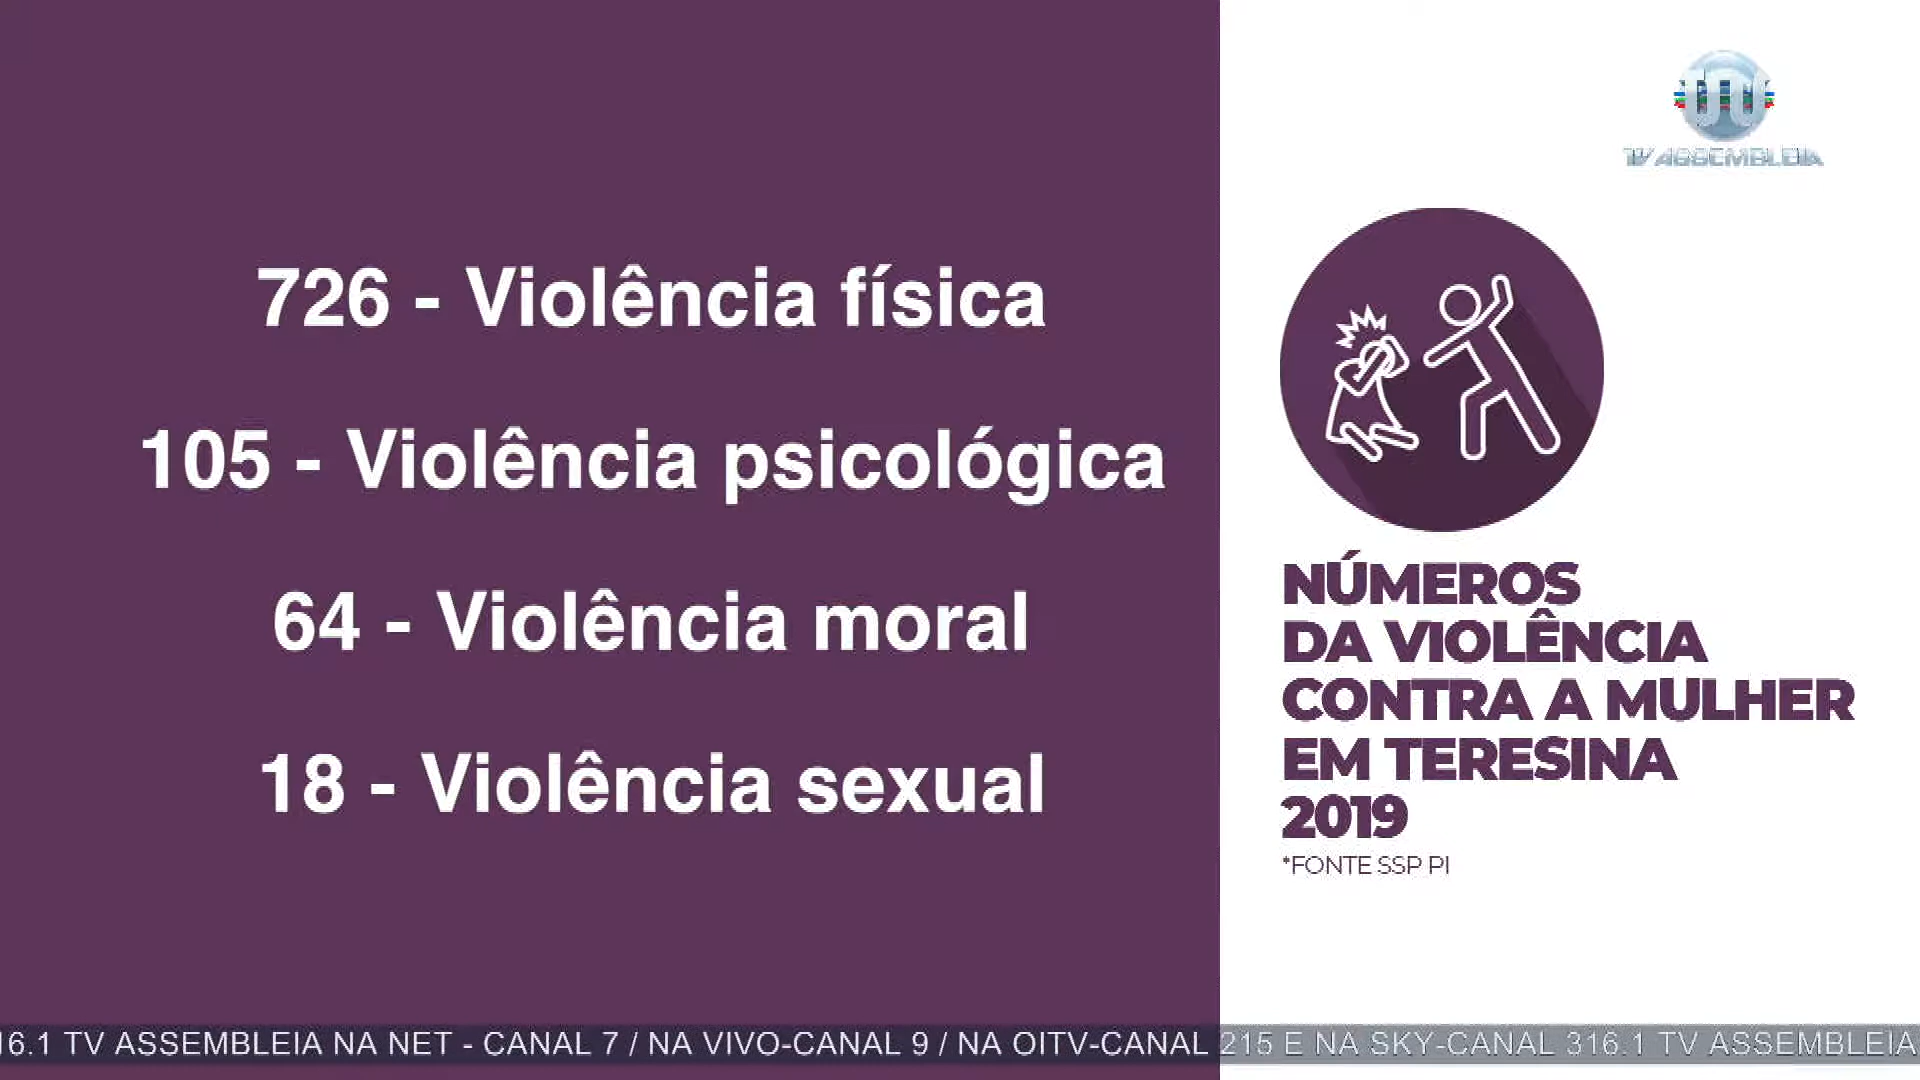 726 - Violência física
105 - Violência psicológica
64 - Violência moral
18 - Violência sexual
TV ASSEMBLEIA
NÚMEROS
DA VIOLÊNCIA
CONTRA A MULHER
EM TERESINA
2019
*FONTE SSP PI
16.1 TV ASSEMBLEIA NA NET - CANAL 7 / NA VIVO-CANAL 9 / NA OITV-CANAL 215 E NA SKY-CANAL 316.1 TV ASSEMBLEIA